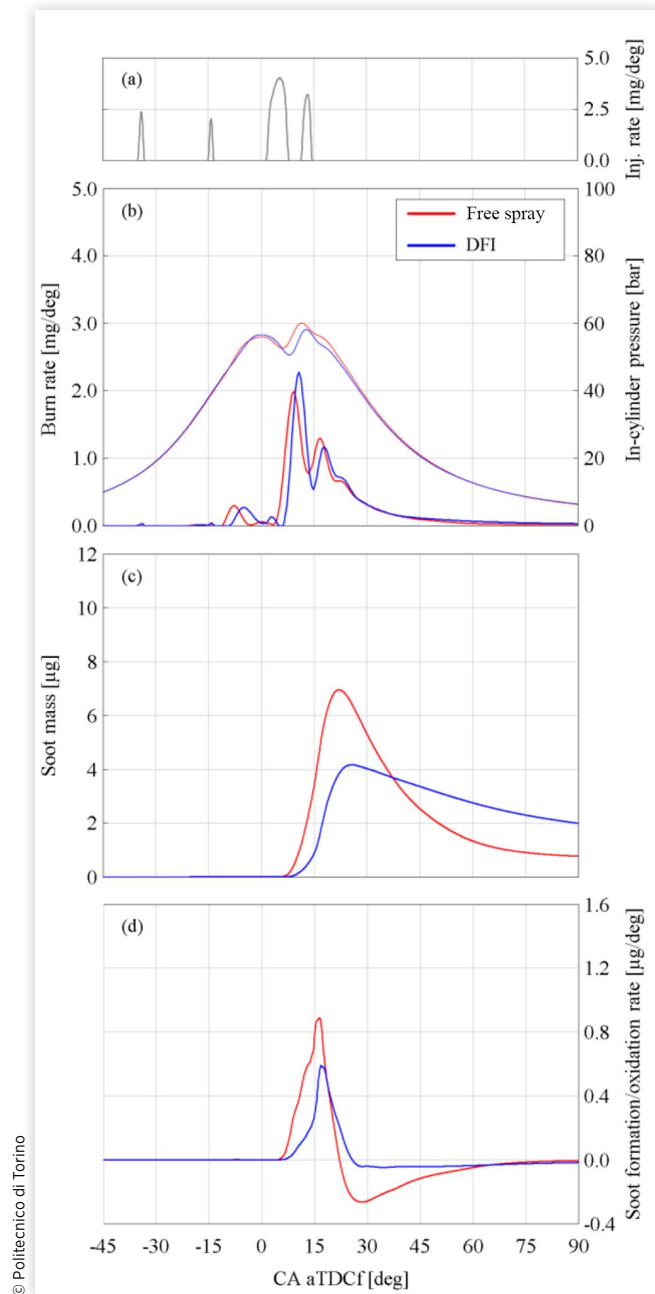 (a)
5.0
2.5
0.0
Inj. rate [mg/deg]
(b)
Free spray
DFI
5.0
4.0
3.0
2.0
1.0
0.0
Burn rate [mg/deg]
100
80
60
40
20
0
In-cylinder pressure [bar]
(c)
12
10
8
6
4
2
0
Soot mass [µg]
(d)
1.6
1.2
0.8
0.4
0.0
-0.4
Soot formation/oxidation rate [µg/deg]
-45 -30 -15 0 15 30 45 60 75 90
CA aTDCf [deg]
© Politecnico di Torino